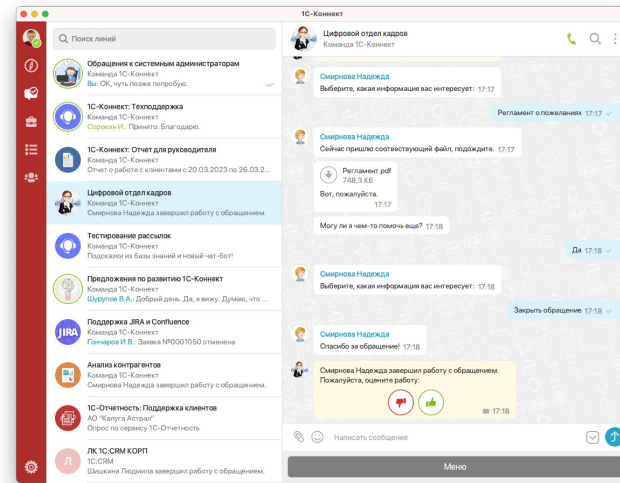 1С-Коннект
Поиск линий
Обращения к системным администраторам
Команда 1С-Коннект
Вы: ОК, чуть позже попробую.
1С-Коннект: Техподдержка
Команда 1С-Коннект
Сорокин И.: Принято. Благодарю.
1С-Коннект: Отчет для руководителя
Команда 1С-Коннект
Отчет о работе с клиентами с 20.03.2023 по 26.03.2...
Цифровой отдел кадров
Команда 1С-Коннект
Смирнова Надежда завершил работу с обращением.
Тестирование рассылок
Команда 1С-Коннект
Подсказки из базы знаний и новый чат-бот!
Предложения по развитию 1С-Коннект
Команда 1С-Коннект
Шурупов В.А.: Добрый день. Да, я вижу. Думаю, что ...
JIRA
Поддержка JIRA и Confluence
Команда 1С-Коннект
Гончаров И.В.: Заявка №0001050 отменена
Анализ контрагентов
Команда 1С-Коннект
Смирнова Надежда завершил работу с обращением.
1С-Отчетность: Поддержка клиентов
АО "Калуга Астрал"
Опрос по сервису 1С-Отчетность
Л
ЛК 1С:CRM КОРП
1C:CRM
Шишкина Людмила завершил работу с обращением.
Цифровой отдел кадров
Команда 1С-Коннект
Смирнова Надежда
Выберите, какая информация вас интересует: 17:17
Регламент о пожеланиях 17:17
Смирнова Надежда
Сейчас пришлю соотвествующий файл, подождите. 17:17
Регламент.pdf
748,3 Кб
Вот, пожалуйста.
17:17
Могу ли я чем-то помочь еще? 17:18
Да 17:18
Смирнова Надежда
Выберите, какая информация вас интересует: 17:18
Закрыть обращение 17:18
Смирнова Надежда
Спасибо за обращение! 17:18
Смирнова Надежда завершил работу с обращением.
Пожалуйста, оцените работу:
17:18
Написать сообщение
Меню